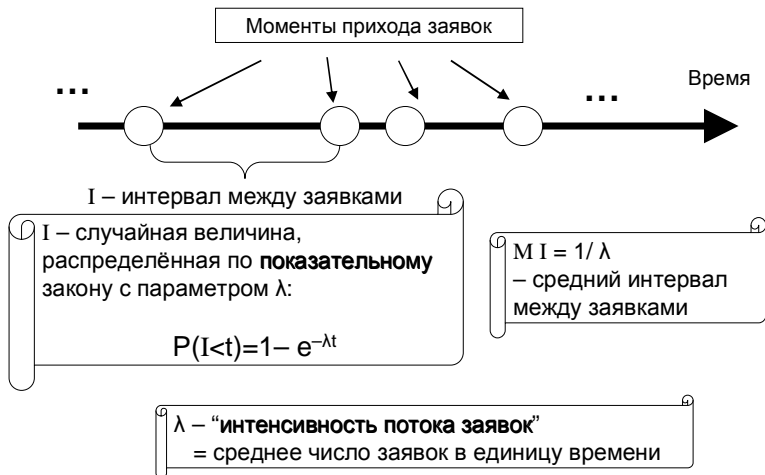 Моменты прихода заявок
...
...
Время
I – интервал между заявками
I – случайная величина,
распределённая по показательному
закону с параметром λ:
P(I<t)=1– e^–λt
M I = 1/ λ
– средний интервал
между заявками
λ – “интенсивность потока заявок”
= среднее число заявок в единицу времени